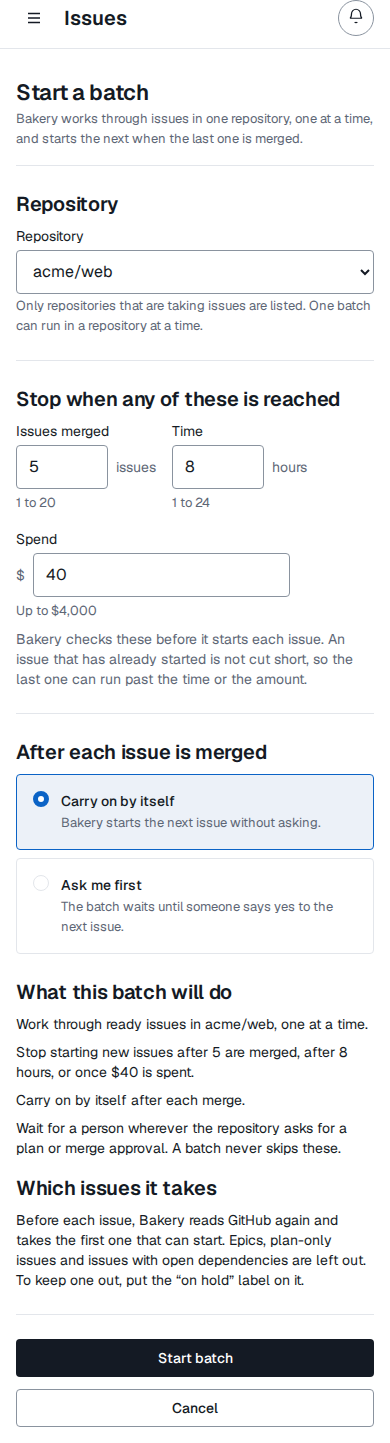 Issues
Start a batch
Bakery works through issues in one repository, one at a time,
and starts the next when the last one is merged.
Repository
Repository
acme/web
Only repositories that are taking issues are listed. One batch
can run in a repository at a time.
Stop when any of these is reached
Issues merged
Time
5 issues
8 hours
1 to 20
1 to 24
Spend
$ 40
Up to $4,000
Bakery checks these before it starts each issue. An
issue that has already started is not cut short, so the
last one can run past the time or the amount.
After each issue is merged
Carry on by itself
Bakery starts the next issue without asking.
Ask me first
The batch waits until someone says yes to the
next issue.
What this batch will do
Work through ready issues in acme/web, one at a time.
Stop starting new issues after 5 are merged, after 8
hours, or once $40 is spent.
Carry on by itself after each merge.
Wait for a person wherever the repository asks for a
plan or merge approval. A batch never skips these.
Which issues it takes
Before each issue, Bakery reads GitHub again and
takes the first one that can start. Epics, plan-only
issues and issues with open dependencies are left out.
To keep one out, put the “on hold” label on it.
Start batch
Cancel